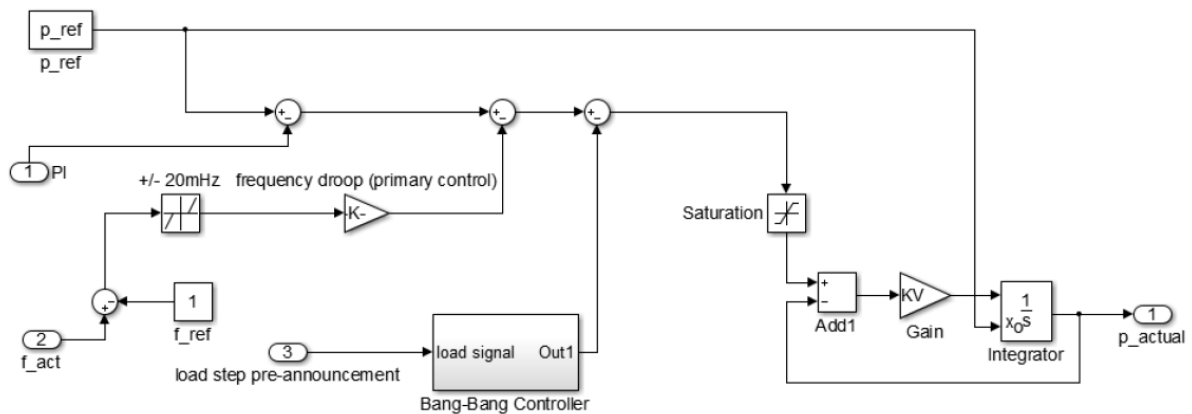 p_ref
p_ref
+
−
+
−
+
−
1
PI
+/- 20mHz
frequency droop (primary control)
-K-
Saturation
−
+
1
f_ref
2
f_act
3
load step pre-announcement
load signal
Out1
Bang-Bang Controller
+
−
Add1
KV
Gain
1
s
xo
Integrator
1
p_actual